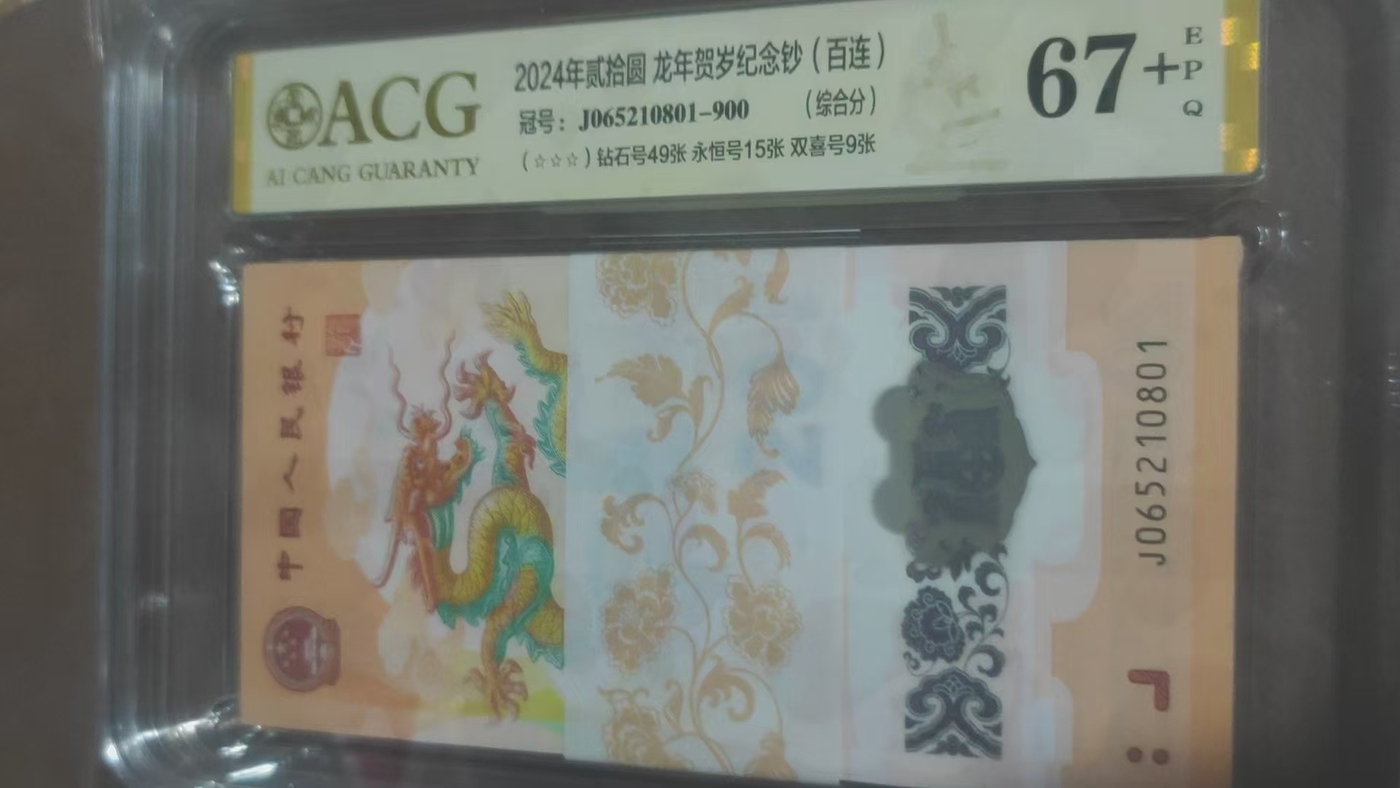 ACG
AI CANG GUARANTY
2024年贰拾圆 龙年贺岁纪念钞（百连）
冠号：J065210801-900 （综合分）
（☆☆☆）钻石号49张 永恒号15张 双喜号9张
67+
EPQ
中国人民银行
J065210801